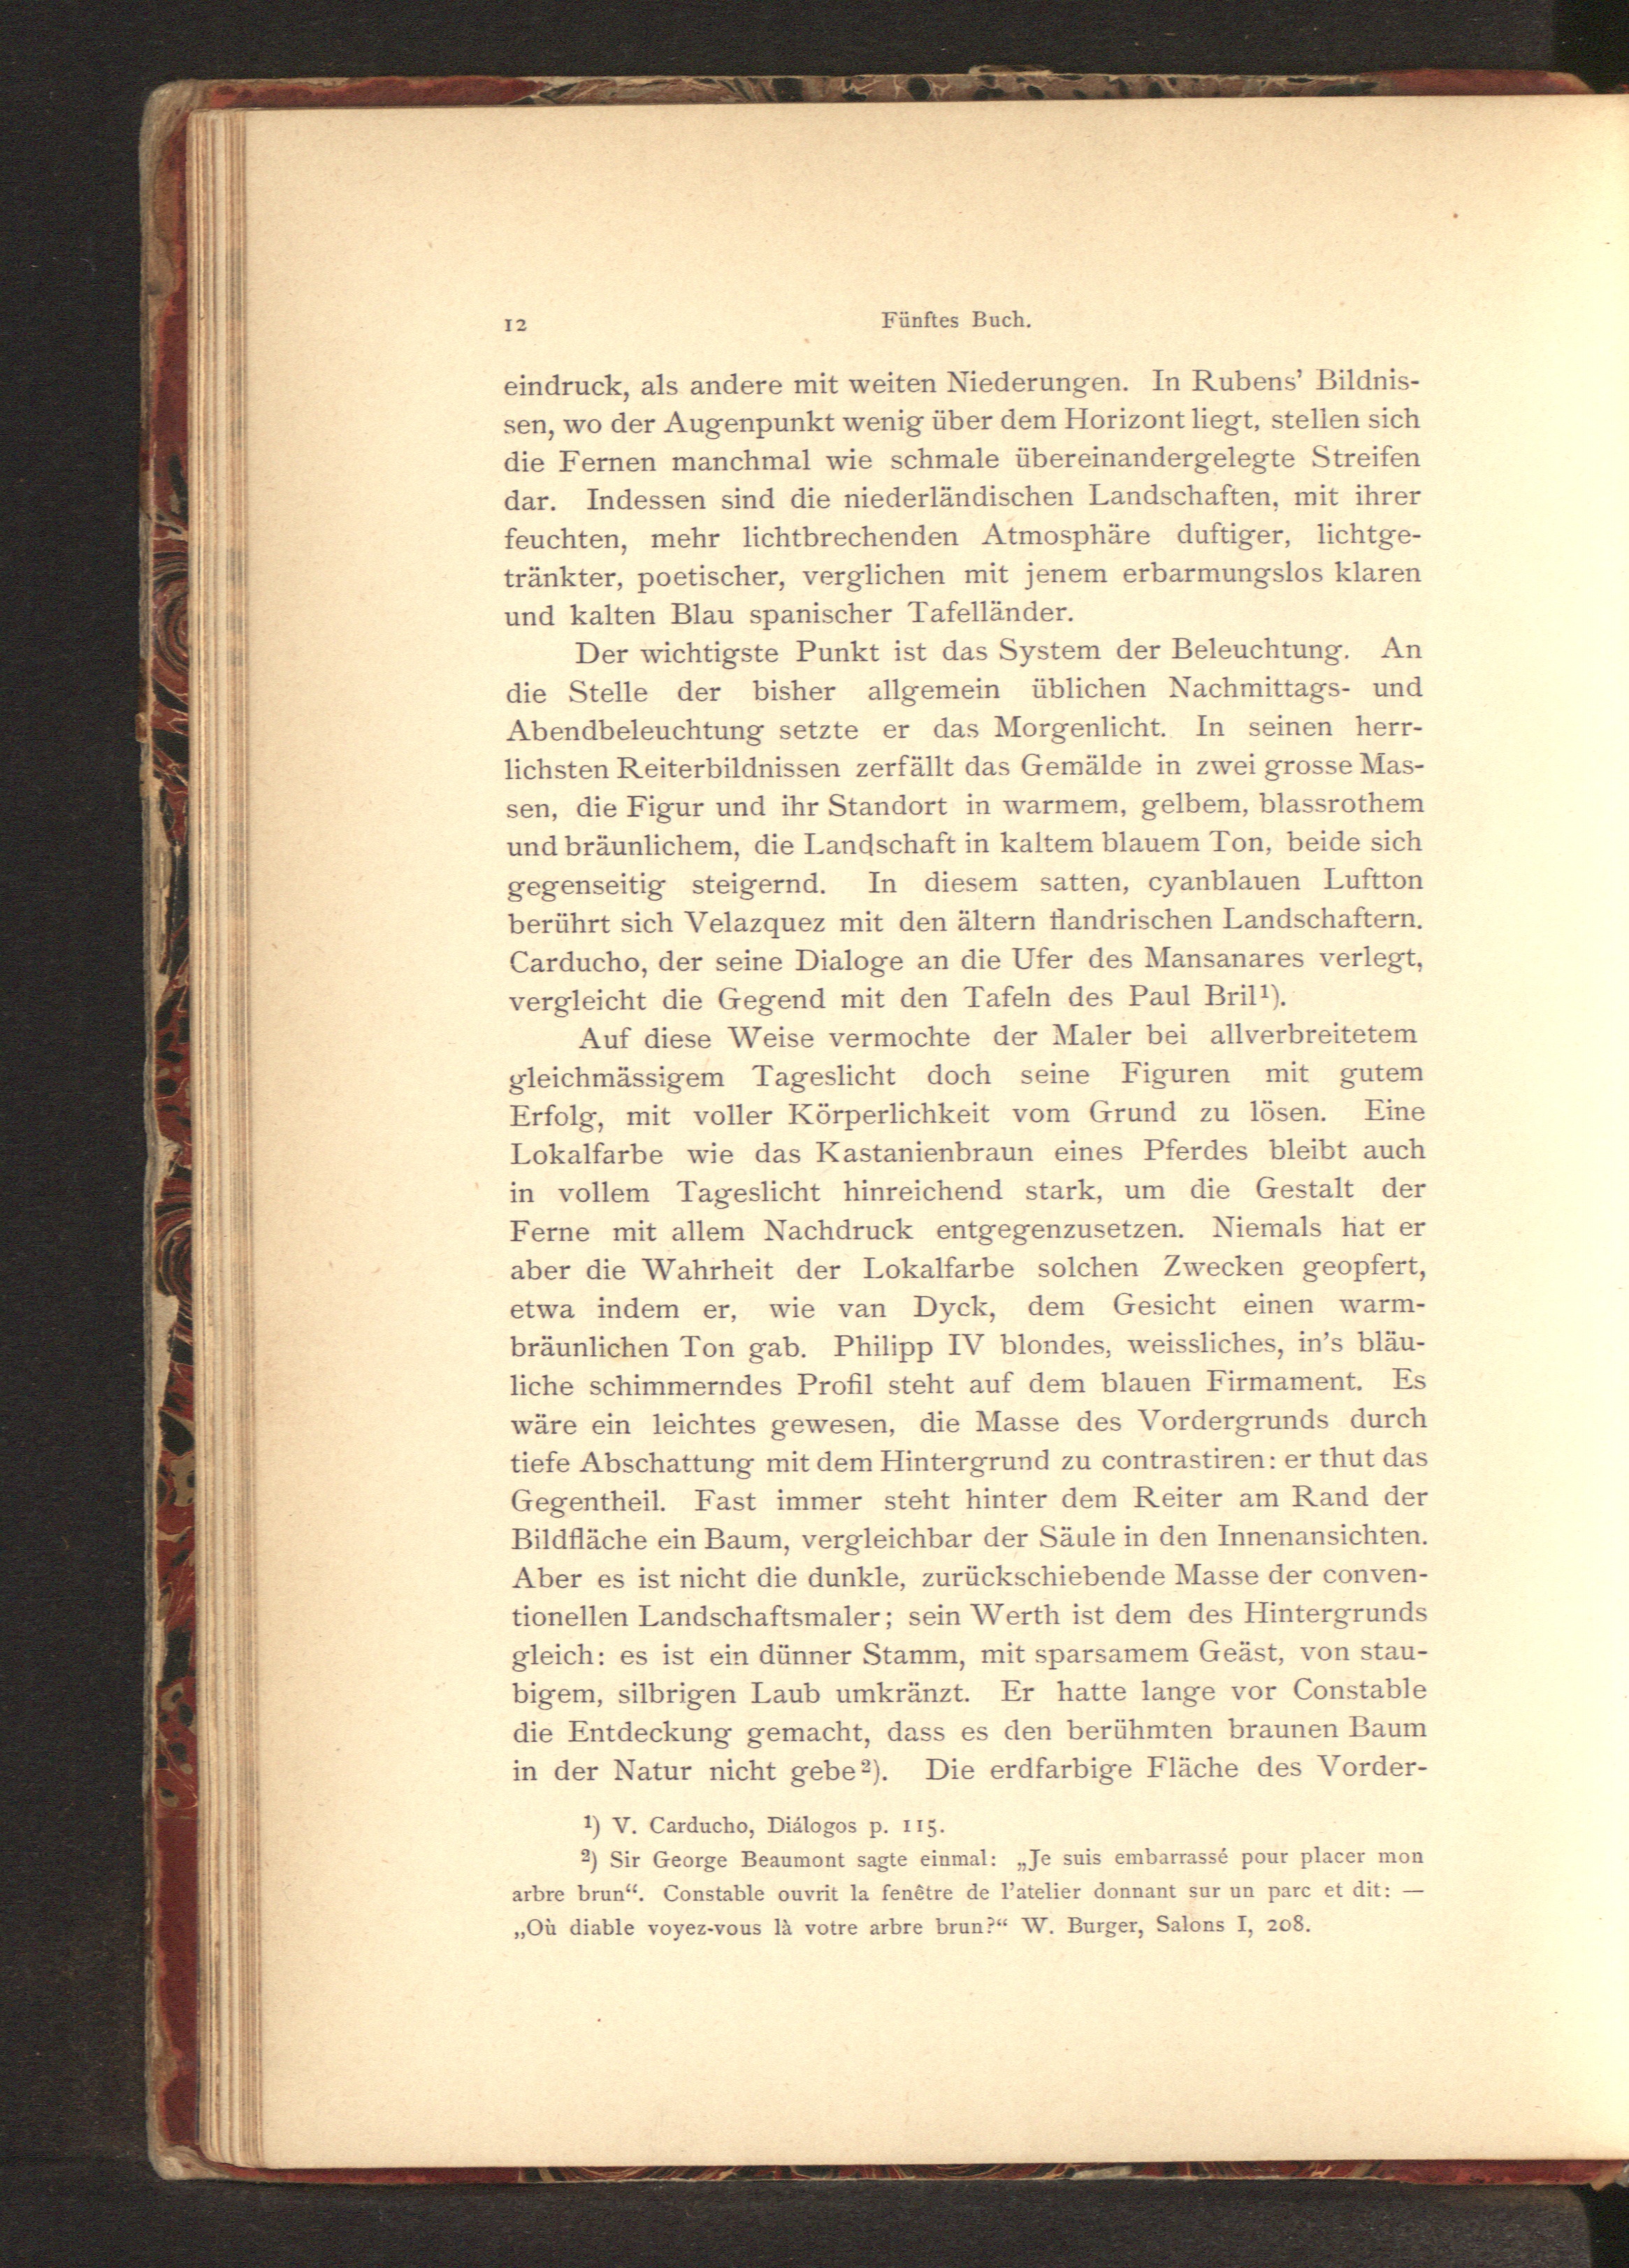 12
Fünftes Buch.
eindruck, als andere mit weiten Niederungen. In Rubens’ Bildnis-
sen, wo der Augenpunkt wenig über dem Horizont liegt, stellen sich
die Fernen manchmal wie schmale übereinandergelegte Streifen
dar. Indessen sind die niederländischen Landschaften, mit ihrer
feuchten, mehr lichtbrechenden Atmosphäre duftiger, lichtge-
tränkter, poetischer, verglichen mit jenem erbarmungslos klaren
und kalten Blau spanischer Tafelländer.
Der wichtigste Punkt ist das System der Beleuchtung. An
die Stelle der bisher allgemein üblichen Nachmittags- und
Abendbeleuchtung setzte er das Morgenlicht. In seinen herr-
lichsten Reiterbildnissen zerfällt das Gemälde in zwei grosse Mas-
sen, die Figur und ihr Standort in warmem, gelbem, blassrothem
und bräunlichem, die Landschaft in kaltem blauem Ton, beide sich
gegenseitig steigernd. In diesem satten, cyanblauen Luftton
berührt sich Velazquez mit den ältern flandrischen Landschaftern.
Carducho, der seine Dialoge an die Ufer des Mansanares verlegt,
vergleicht die Gegend mit den Tafeln des Paul Bril¹).
Auf diese Weise vermochte der Maler bei allverbreitetem
gleichmässigem Tageslicht doch seine Figuren mit gutem
Erfolg, mit voller Körperlichkeit vom Grund zu lösen. Eine
Lokalfarbe wie das Kastanienbraun eines Pferdes bleibt auch
in vollem Tageslicht hinreichend stark, um die Gestalt der
Ferne mit allem Nachdruck entgegenzusetzen. Niemals hat er
aber die Wahrheit der Lokalfarbe solchen Zwecken geopfert,
etwa indem er, wie van Dyck, dem Gesicht einen warm-
bräunlichen Ton gab. Philipp IV blondes, weissliches, in’s bläu-
liche schimmerndes Profil steht auf dem blauen Firmament. Es
wäre ein leichtes gewesen, die Masse des Vordergrunds durch
tiefe Abschattung mit dem Hintergrund zu contrastiren: er thut das
Gegentheil. Fast immer steht hinter dem Reiter am Rand der
Bildfläche ein Baum, vergleichbar der Säule in den Innenansichten.
Aber es ist nicht die dunkle, zurückschiebende Masse der conven-
tionellen Landschaftsmaler; sein Werth ist dem des Hintergrunds
gleich: es ist ein dünner Stamm, mit sparsamem Geäst, von stau-
bigem, silbrigen Laub umkränzt. Er hatte lange vor Constable
die Entdeckung gemacht, dass es den berühmten braunen Baum
in der Natur nicht gebe²). Die erdfarbige Fläche des Vorder-
¹) V. Carducho, Diálogos p. 115.
²) Sir George Beaumont sagte einmal: „Je suis embarrassé pour placer mon
arbre brun“. Constable ouvrit la fenêtre de l’atelier donnant sur un parc et dit: —
„Où diable voyez-vous là votre arbre brun?“ W. Burger, Salons I, 208.